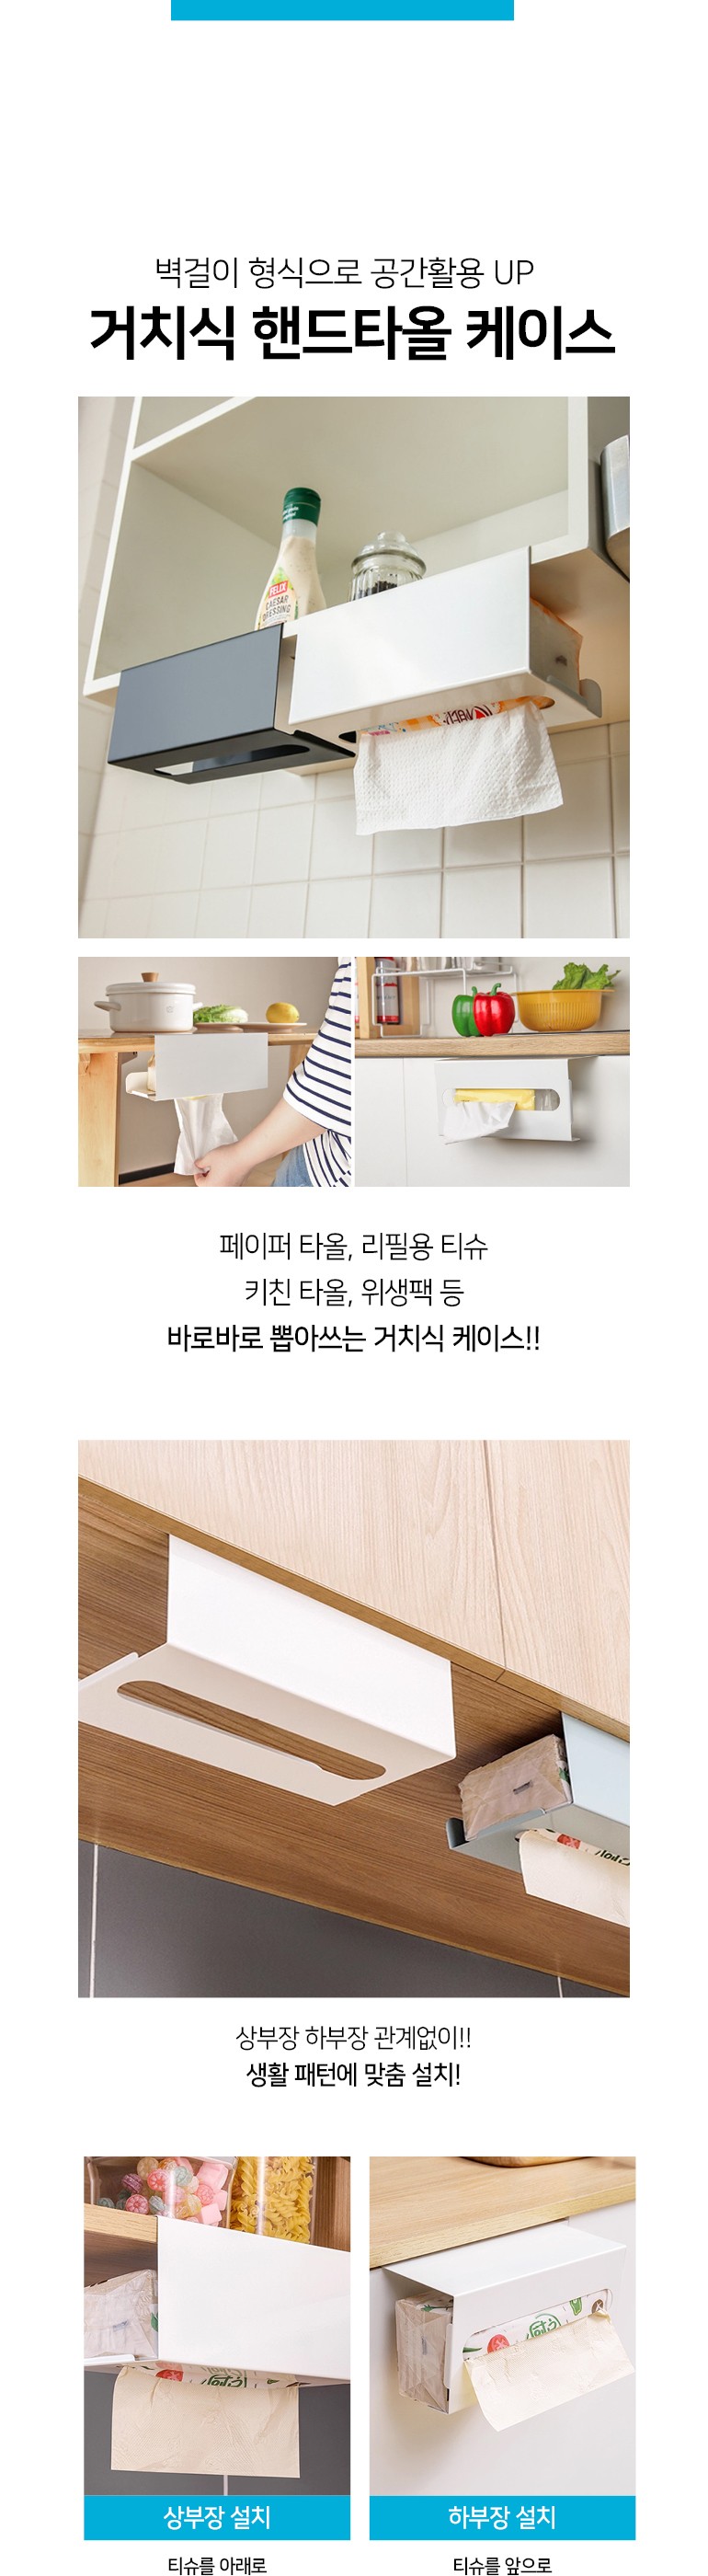 벽걸이 형식으로 공간활용 UP
거치식 핸드타올 케이스
FELIX
CAESAR
DRESSING
페이퍼 타올, 리필용 티슈
키친 타올, 위생팩 등
바로바로 뽑아쓰는 거치식 케이스!!
상부장 하부장 관계없이!!
생활 패턴에 맞춤 설치!
상부장 설치
하부장 설치
티슈를 아래로
티슈를 앞으로